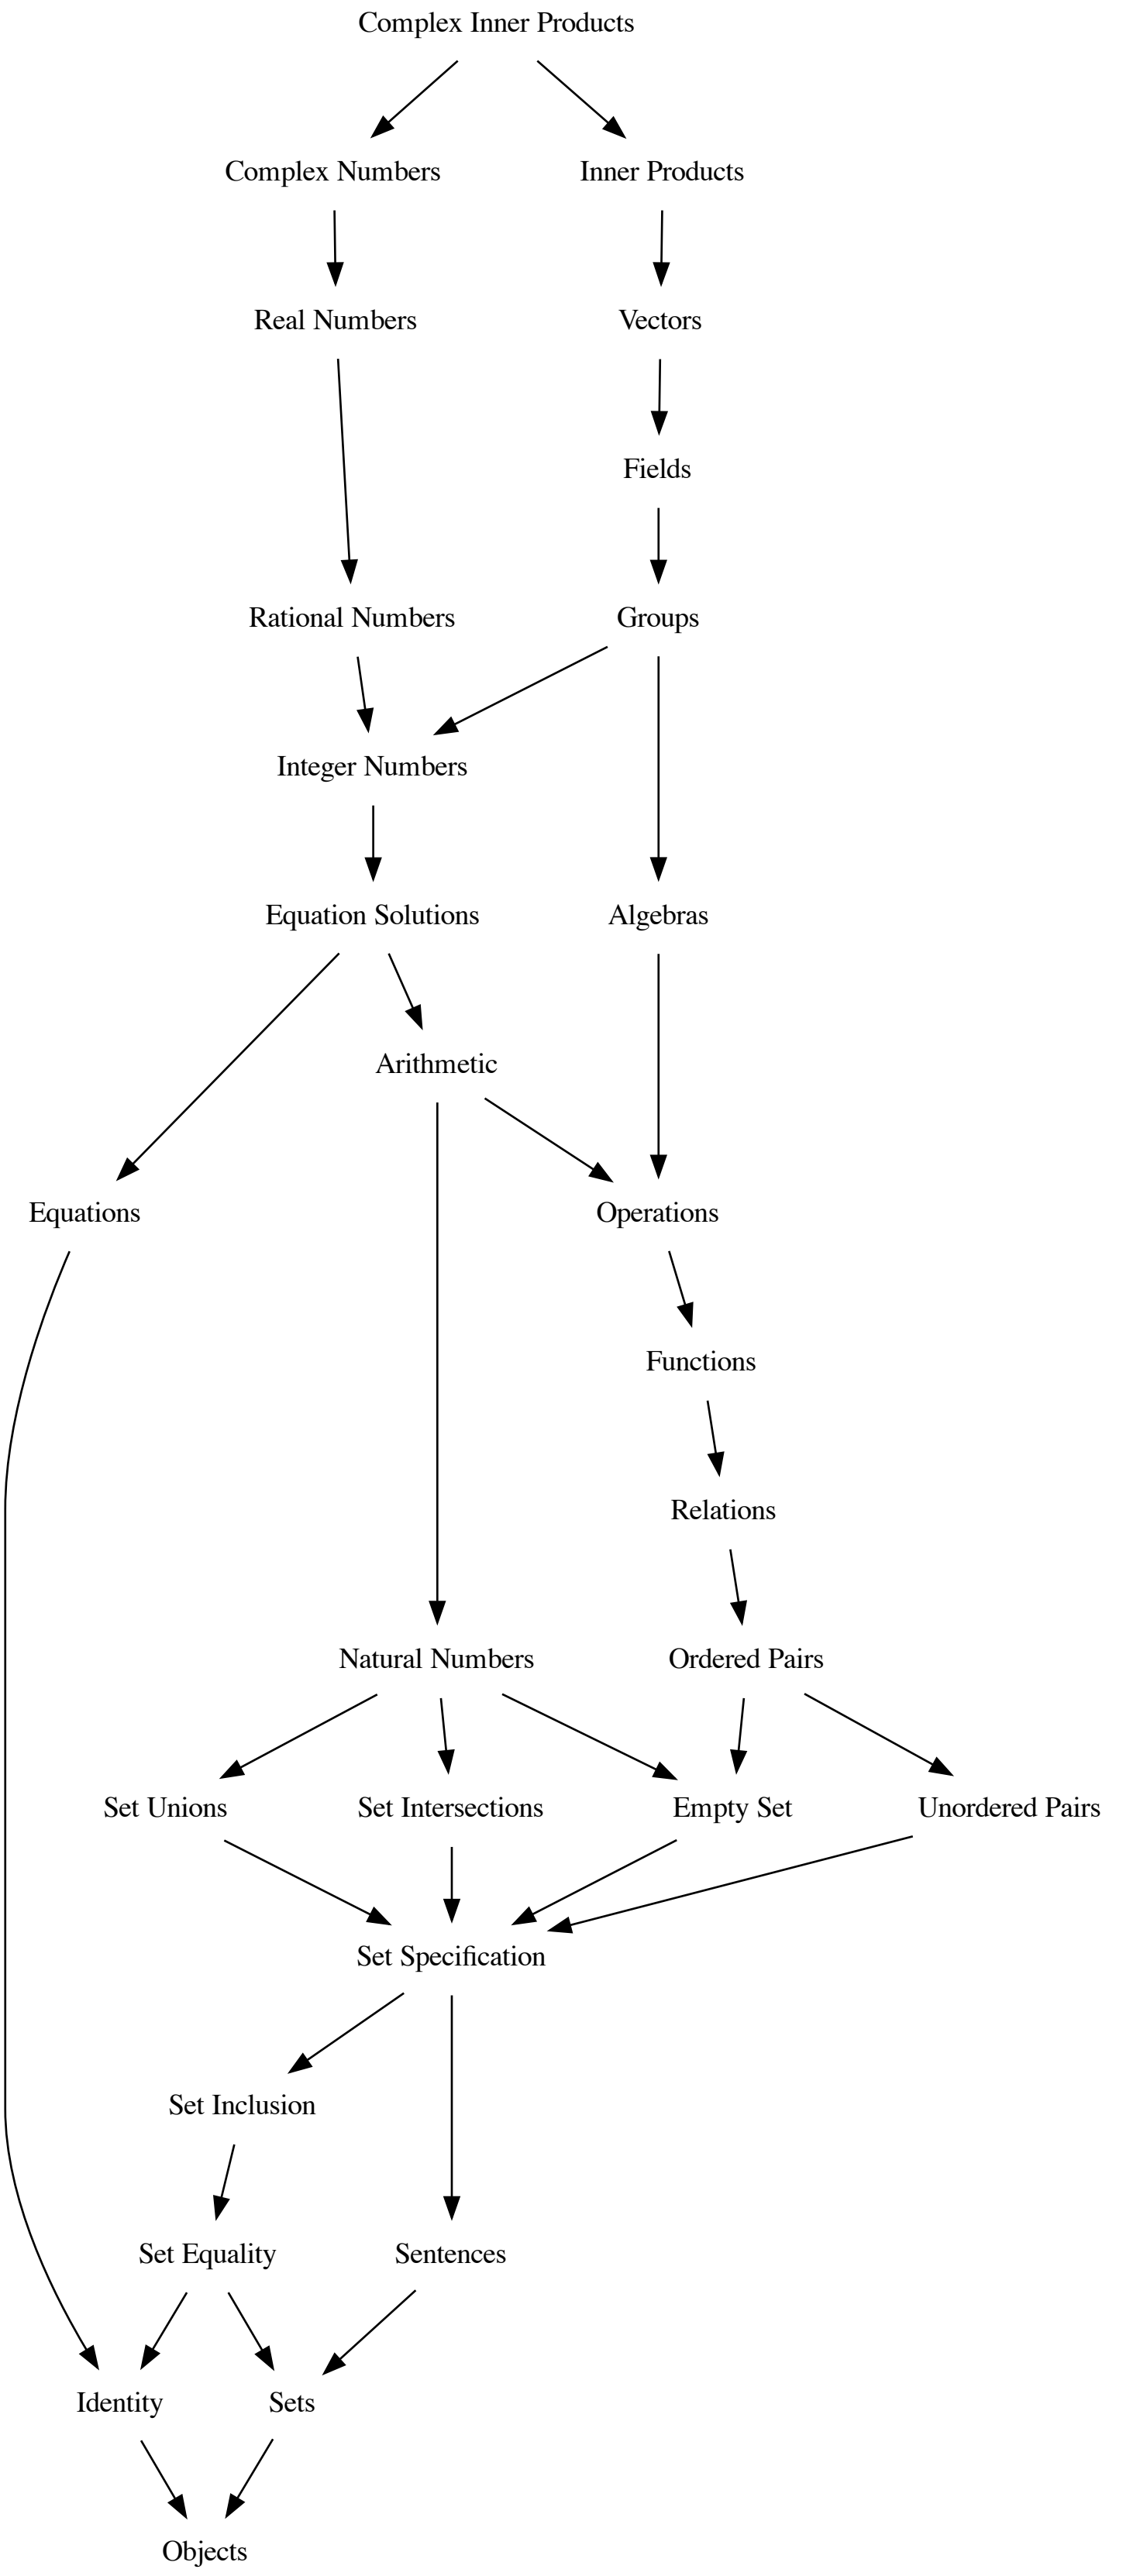 Complex Inner Products
Complex Numbers
Inner Products
Real Numbers
Vectors
Fields
Rational Numbers
Groups
Integer Numbers
Equation Solutions
Algebras
Arithmetic
Equations
Operations
Functions
Relations
Natural Numbers
Ordered Pairs
Set Unions
Set Intersections
Empty Set
Unordered Pairs
Set Specification
Set Inclusion
Set Equality
Sentences
Identity
Sets
Objects